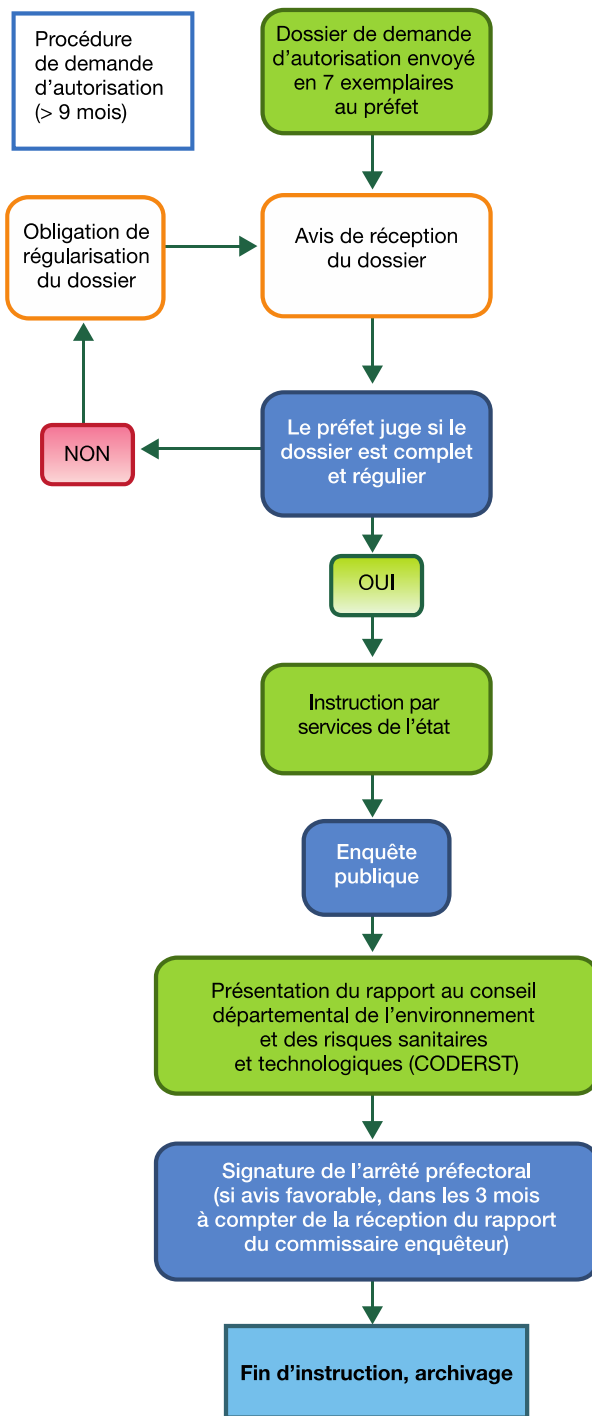 Procédure
de demande
d'autorisation
(> 9 mois)
Dossier de demande
d'autorisation envoyé
en 7 exemplaires
au préfet
Obligation de
régularisation
du dossier
Avis de réception
du dossier
Le préfet juge si le
dossier est complet
et régulier
NON
OUI
Instruction par
services de l'état
Enquête
publique
Présentation du rapport au conseil
départemental de l'environnement
et des risques sanitaires
et technologiques (CODERST)
Signature de l'arrêté préfectoral
(si avis favorable, dans les 3 mois
à compter de la réception du rapport
du commissaire enquêteur)
Fin d'instruction, archivage